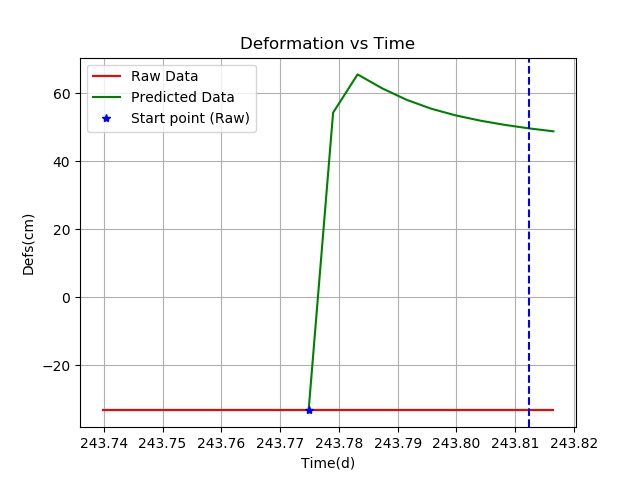 Deformation vs Time
Raw Data
Predicted Data
Start point (Raw)
60
40
20
0
−20
Defs(cm)
243.74 243.75 243.76 243.77 243.78 243.79 243.80 243.81 243.82
Time(d)